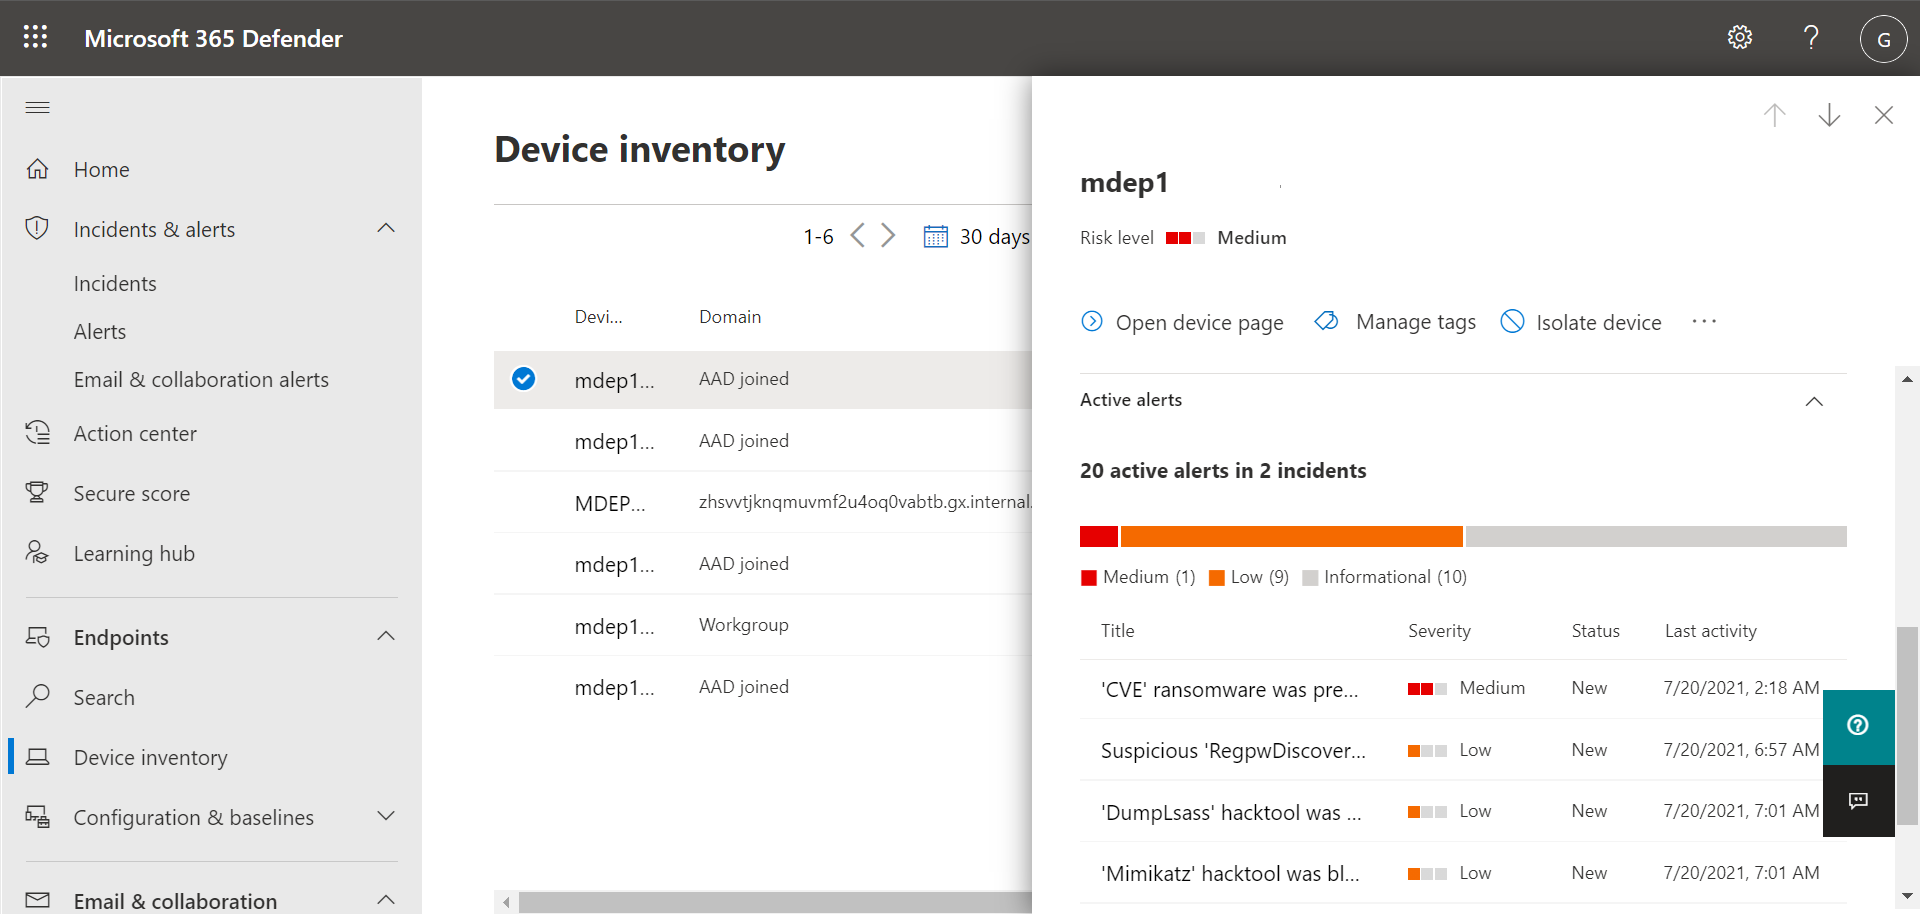 Microsoft 365 Defender
G
Home
Incidents & alerts
Incidents
Alerts
Email & collaboration alerts
Action center
Secure score
Learning hub
Endpoints
Search
Device inventory
Configuration & baselines
Email & collaboration
Device inventory
1-6
30 days
Devi... Domain
mdep1... AAD joined
mdep1... AAD joined
MDEP... zhsvvtjknqmuvmf2u4oq0vabtb.gx.internal.
mdep1... AAD joined
mdep1... Workgroup
mdep1... AAD joined
mdep1
Risk level Medium
Open device page Manage tags Isolate device ...
Active alerts
20 active alerts in 2 incidents
Medium (1) Low (9) Informational (10)
Title Severity Status Last activity
'CVE' ransomware was pre... Medium New 7/20/2021, 2:18 AM
Suspicious 'RegpwDiscover... Low New 7/20/2021, 6:57 AM
'DumpLsass' hacktool was ... Low New 7/20/2021, 7:01 AM
'Mimikatz' hacktool was bl... Low New 7/20/2021, 7:01 AM